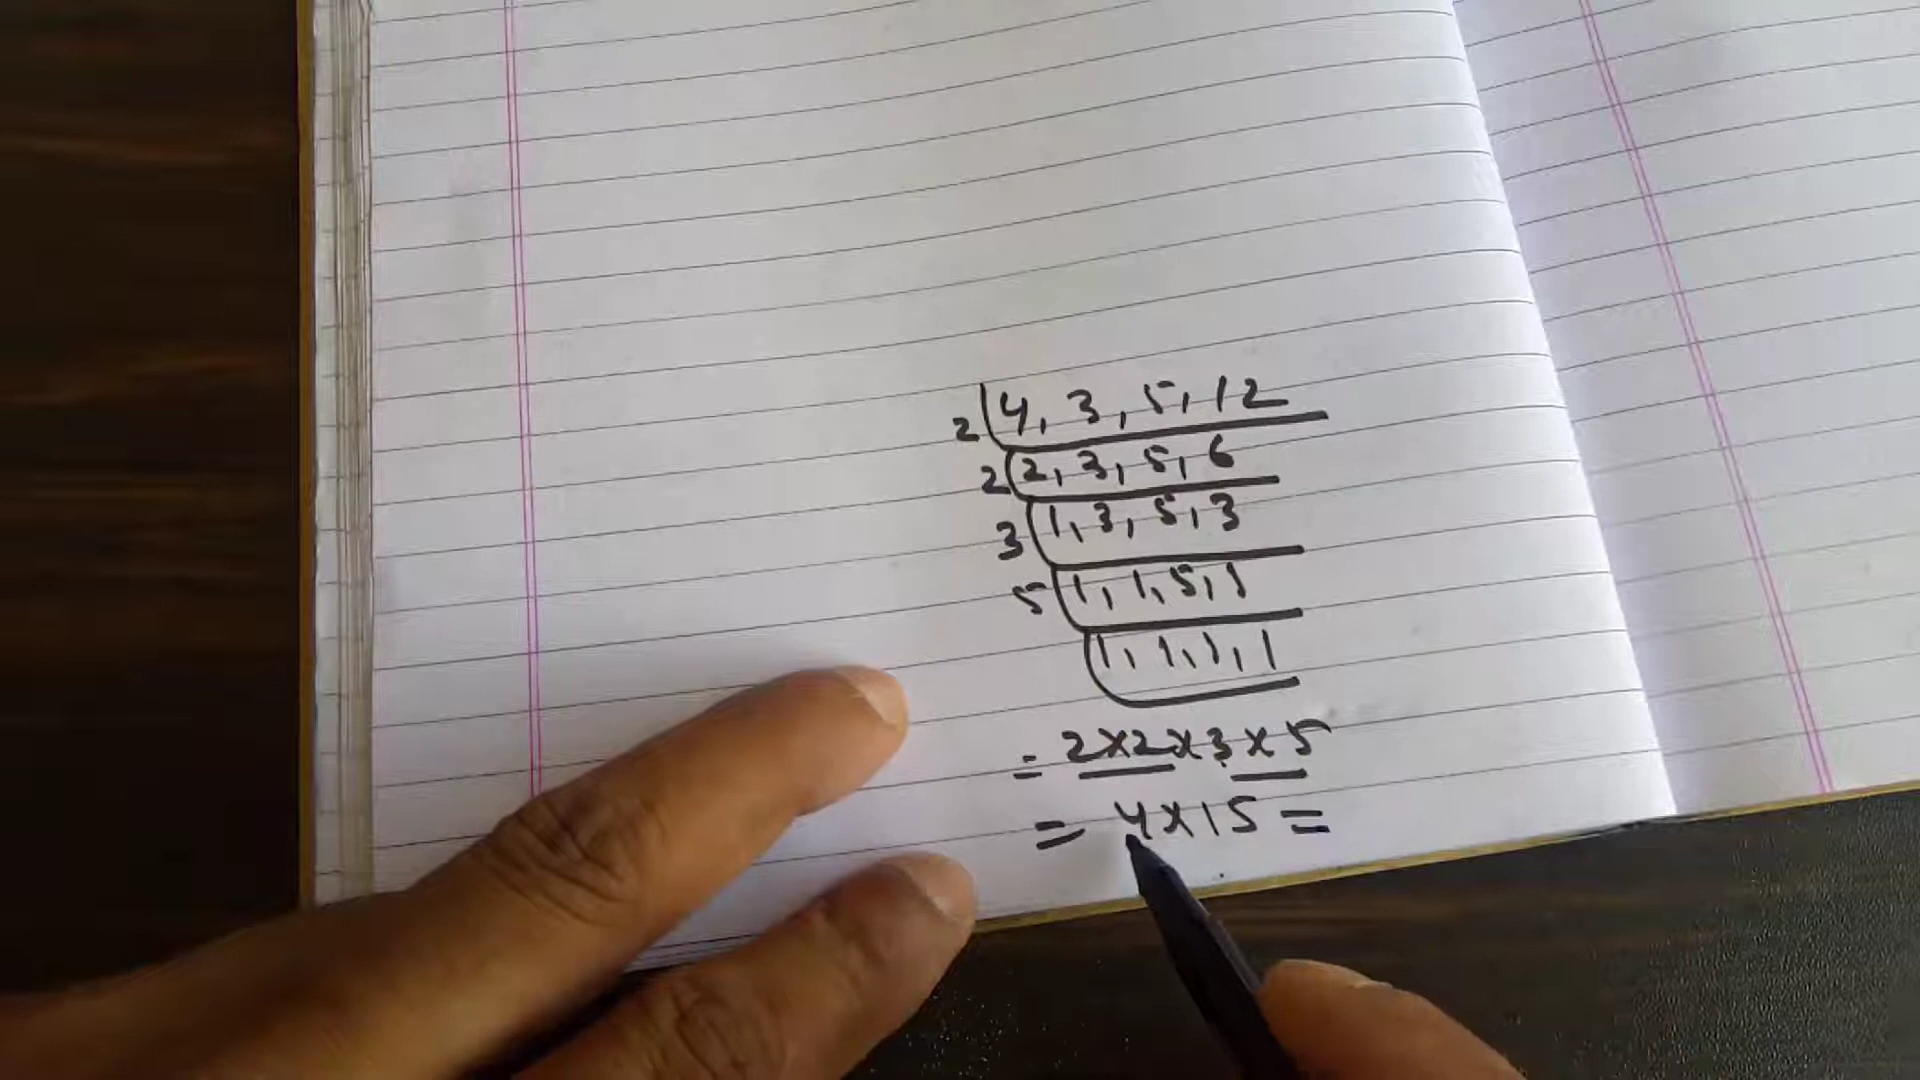 2 | 4, 3, 5, 12
2 | 2, 3, 5, 6
3 | 1, 3, 5, 3
5 | 1, 1, 5, 1
1, 1, 1, 1
= 2×2×3×5
= 4×15 =